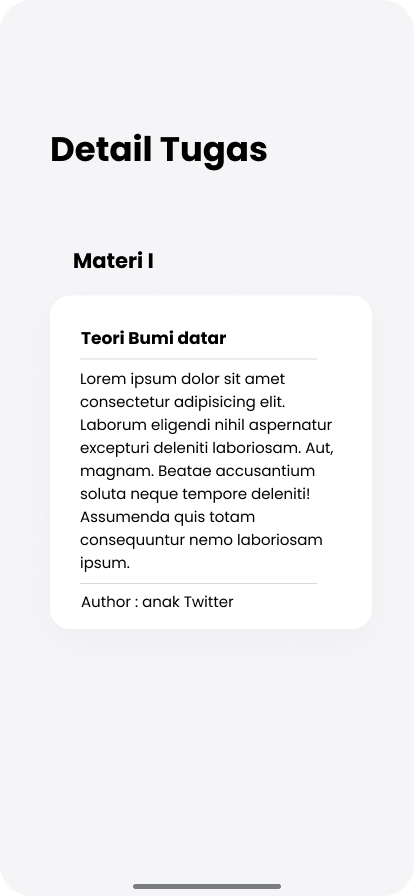 Detail Tugas
Materi I
Teori Bumi datar
Lorem ipsum dolor sit amet
consectetur adipisicing elit.
Laborum eligendi nihil aspernatur
excepturi deleniti laboriosam. Aut,
magnam. Beatae accusantium
soluta neque tempore deleniti!
Assumenda quis totam
consequuntur nemo laboriosam
ipsum.
Author : anak Twitter